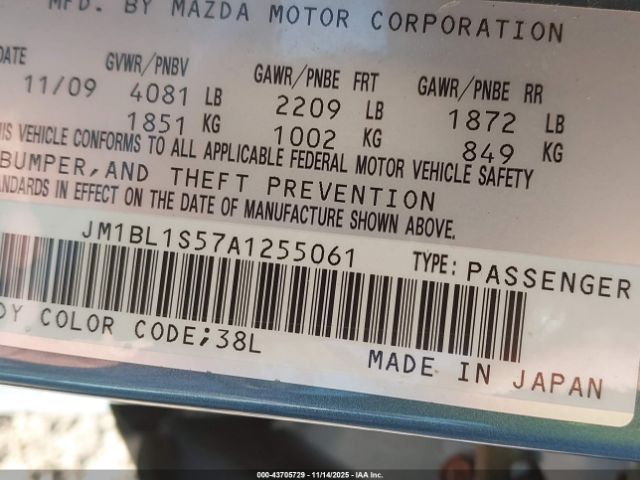 MFD. BY MAZDA MOTOR CORPORATION
DATE GVWR/PNBV GAWR/PNBE FRT GAWR/PNBE RR
11/09 4081 LB 2209 LB 1872 LB
1851 KG 1002 KG 849 KG
HIS VEHICLE CONFORMS TO ALL APPLICABLE FEDERAL MOTOR VEHICLE SAFETY
BUMPER, AND THEFT PREVENTION
ANDARDS IN EFFECT ON THE DATE OF MANUFACTURE SHOWN ABOVE.
JM1BL1S57A1255061 TYPE: PASSENGER
DY COLOR CODE;38L
MADE IN JAPAN
000-43705729 - 11/14/2025 - IAA Inc.